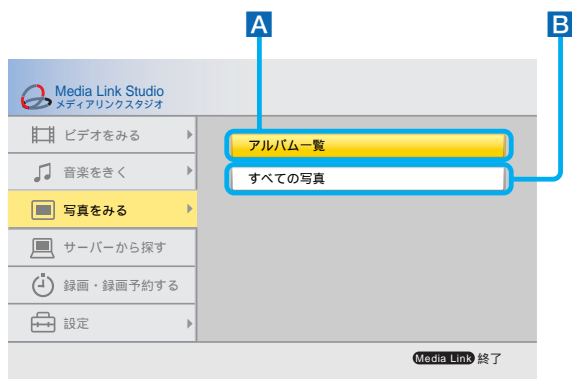 A
B
Media Link Studio
メディアリンクスタジオ
ビデオをみる
音楽をきく
写真をみる
サーバーから探す
録画・録画予約する
設定
アルバム一覧
すべての写真
Media Link 終了